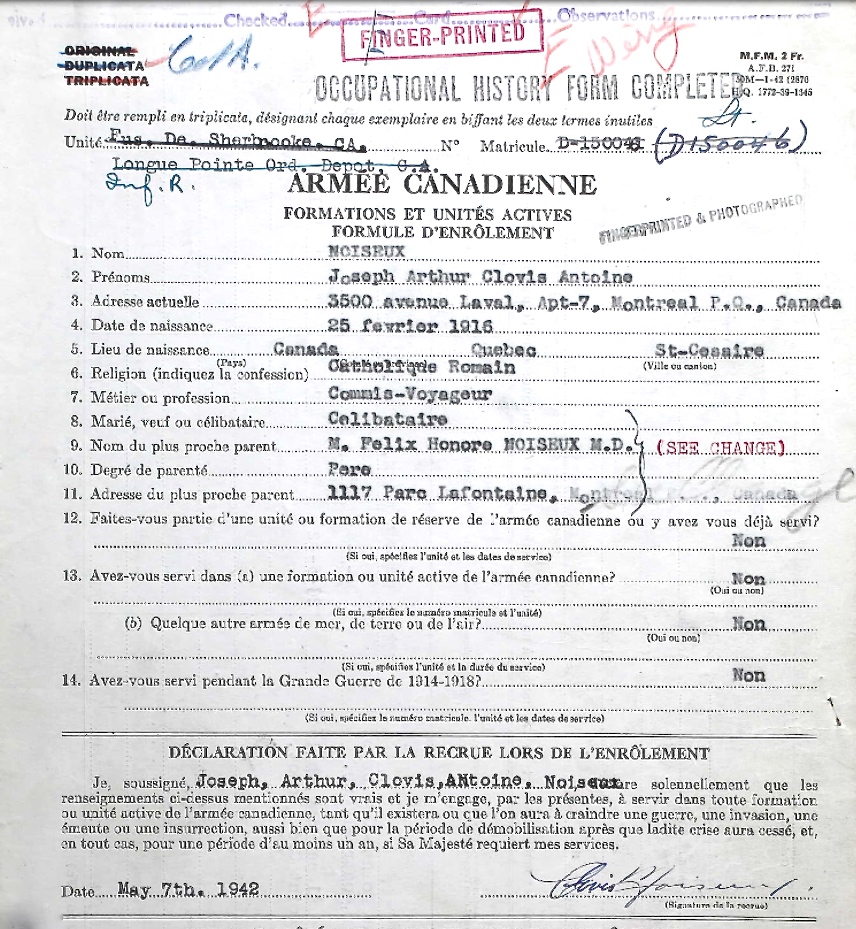 Checked Card Observations
FINGER-PRINTED
E Wing
ORIGINAL
DUPLICATA
TRIPLICATA
M.F.M. 2 Fr.
A.F.B. 271
H.Q. 1772-39-1345
OCCUPATIONAL HISTORY FORM COMPLETED
Doit être rempli en triplicata, désignant chaque exemplaire en biffant les deux termes inutiles
Unité Fus. De. Sherbrooke. CA. N° Matricule. D-150046 (D150046)
Longue Pointe Ord. Depot, C.A.
Inf. R.
ARMÉE CANADIENNE
FORMATIONS ET UNITÉS ACTIVES
FORMULE D'ENRÔLEMENT
FINGERPRINTED & PHOTOGRAPHED
1. Nom NOISEUX
2. Prénoms Joseph Arthur Clovis Antoine
3. Adresse actuelle 3500 avenue Laval, Apt-7, Montreal P.Q., Canada
4. Date de naissance 25 fevrier 1916
5. Lieu de naissance Canada Quebec St-Cesaire
(Pays) (Ville ou canton)
6. Religion (indiquez la confession) Catholique Romain
7. Métier ou profession Commis-Voyageur
8. Marié, veuf ou célibataire Celibataire
9. Nom du plus proche parent M. Felix Honore NOISEUX M.D. (SEE CHANGE)
10. Degré de parenté Pere
11. Adresse du plus proche parent 1117 Parc Lafontaine, Montreal P.Q., Canada
12. Faites-vous partie d'une unité ou formation de réserve de l'armée canadienne ou y avez vous déjà servi?
Non
(Si oui, spécifiez l'unité et les dates de service)
13. Avez-vous servi dans (a) une formation ou unité active de l'armée canadienne? Non
(Oui ou non)
(Si oui, spécifiez le numéro matricule et l'unité)
(b) Quelque autre armée de mer, de terre ou de l'air? Non
(Oui ou non)
(Si oui, spécifiez l'unité et la durée du service)
14. Avez-vous servi pendant la Grande Guerre de 1914-1918? Non
(Si oui, spécifiez le numéro matricule, l'unité et les dates de service)
DÉCLARATION FAITE PAR LA RECRUE LORS DE L'ENRÔLEMENT
Je, soussigné, Joseph, Arthur, Clovis, ANtoine, Noiseux solennellement que les
renseignements ci-dessus mentionnés sont vrais et je m'engage, par les présentes, à servir dans toute formation
ou unité active de l'armée canadienne, tant qu'il existera ou que l'on aura à craindre une guerre, une invasion, une
émeute ou une insurrection, aussi bien que pour la période de démobilisation après que ladite crise aura cessé, et,
en tout cas, pour une période d'au moins un an, si Sa Majesté requiert mes services.
Date May 7th. 1942 Clovis Noiseux
(Signature de la recrue)